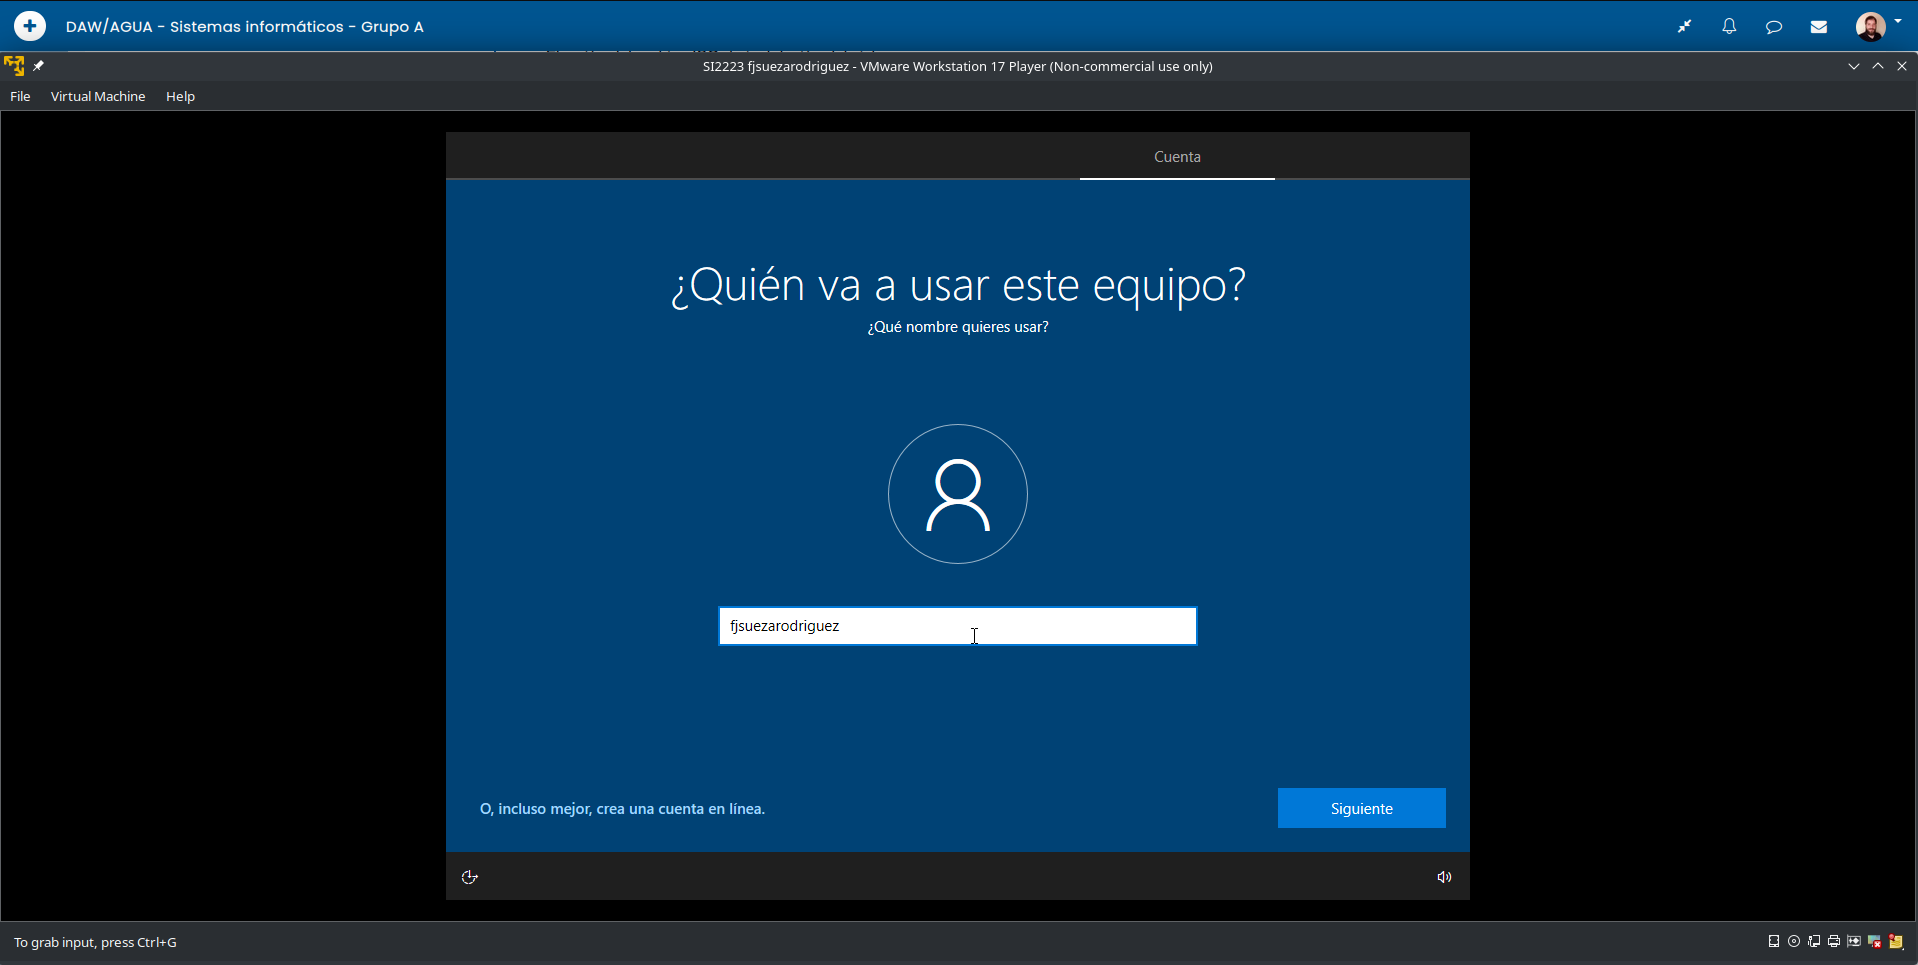 DAW/AGUA - Sistemas informáticos - Grupo A
SI2223 fjsuezarodriguez - VMware Workstation 17 Player (Non-commercial use only)
File Virtual Machine Help
Cuenta
¿Quién va a usar este equipo?
¿Qué nombre quieres usar?
fjsuezarodriguez
O, incluso mejor, crea una cuenta en línea.
Siguiente
To grab input, press Ctrl+G